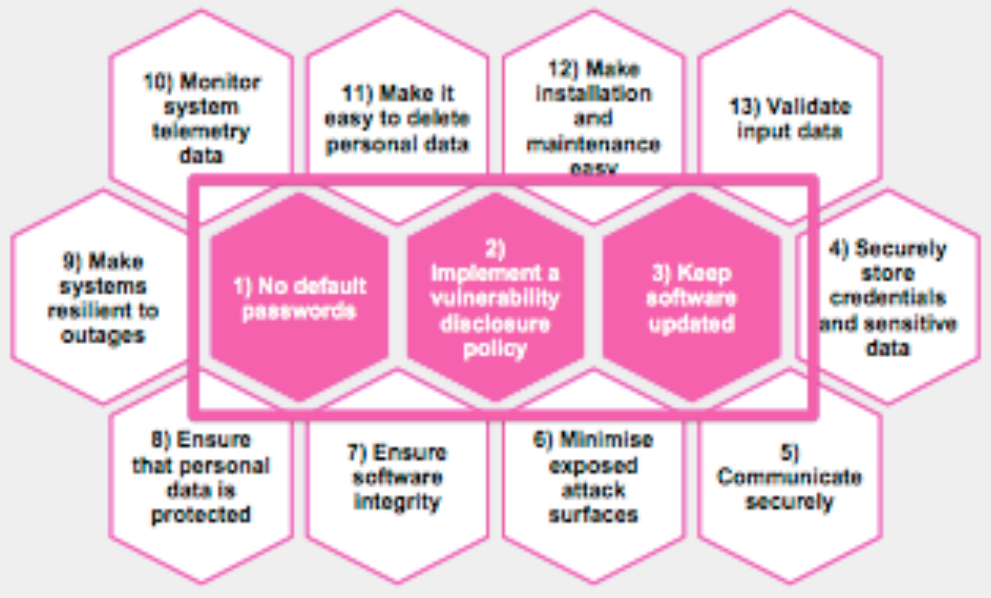 10) Monitor
system
telemetry
data
11) Make it
easy to delete
personal data
12) Make
installation
and
maintenance
easy
13) Validate
input data
9) Make
systems
resilient to
outages
1) No default
passwords
2)
Implement a
vulnerability
disclosure
policy
3) Keep
software
updated
4) Securely
store
credentials
and sensitive
data
8) Ensure
that personal
data is
protected
7) Ensure
software
integrity
6) Minimise
exposed
attack
surfaces
5)
Communicate
securely